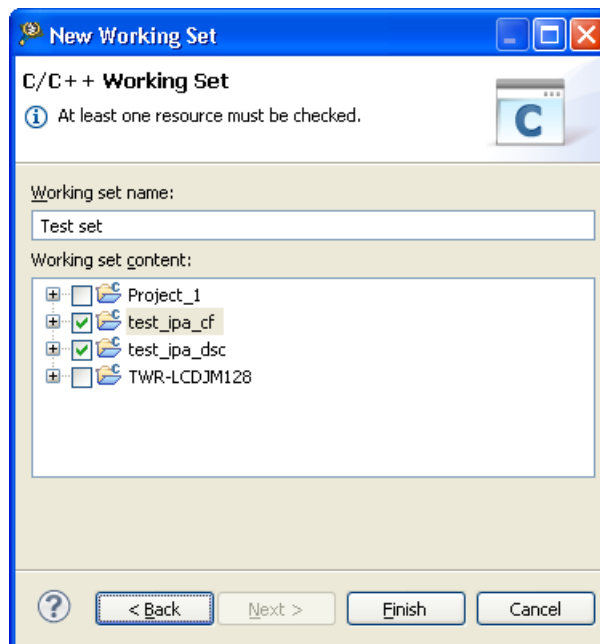 New Working Set
C/C++ Working Set
At least one resource must be checked.
C
Working set name:
Test set
Working set content:
Project_1
test_ipa_cf
test_ipa_dsc
TWR-LCDJM128
? < Back Next > Finish Cancel